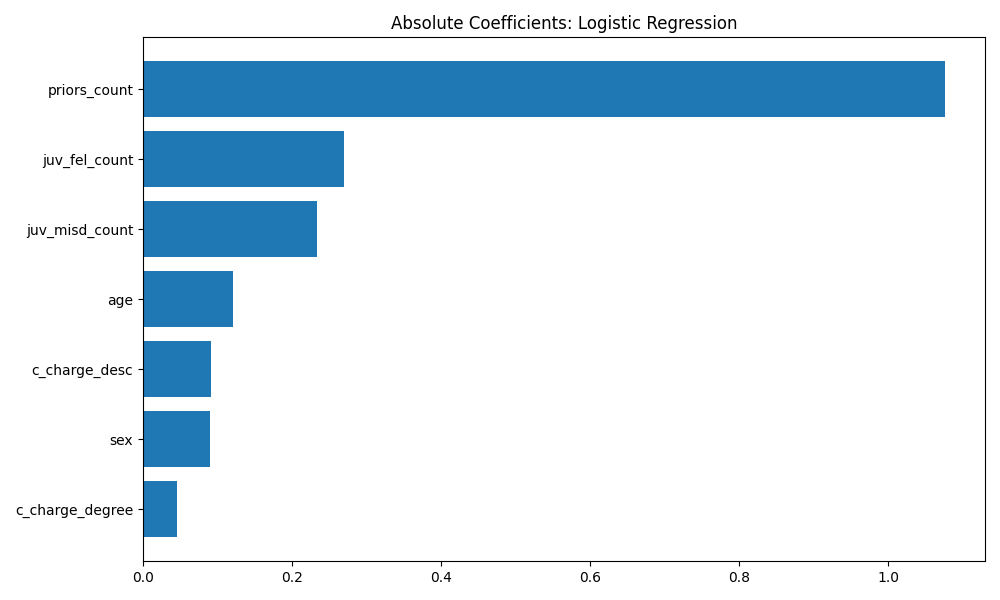 Absolute Coefficients: Logistic Regression
priors_count
juv_fel_count
juv_misd_count
age
c_charge_desc
sex
c_charge_degree
0.0 0.2 0.4 0.6 0.8 1.0